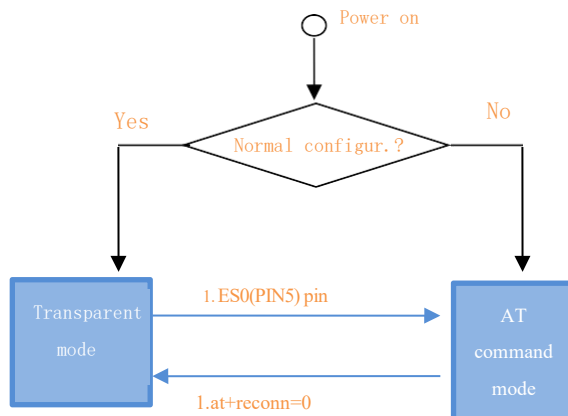 Power on
Yes
No
Normal configur.?
1. ES0(PIN5) pin
Transparent
mode
AT
command
mode
1.at+reconn=0